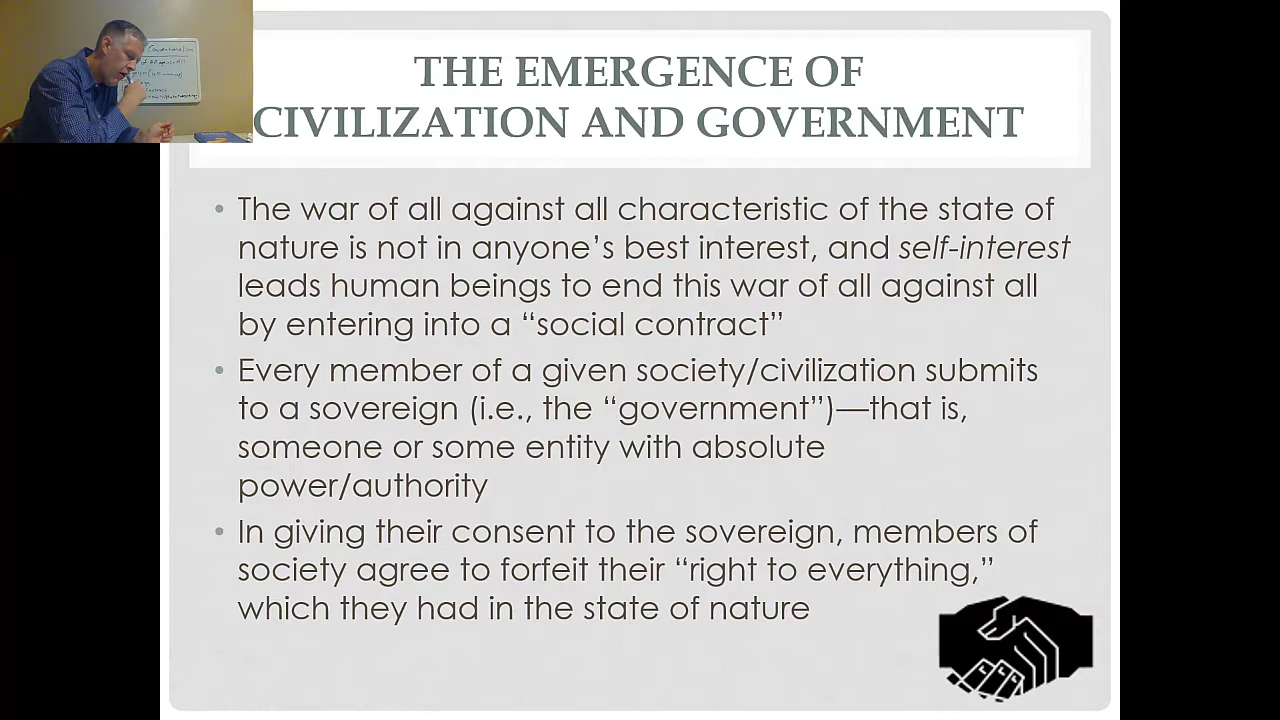 THE EMERGENCE OF
CIVILIZATION AND GOVERNMENT
• The war of all against all characteristic of the state of
nature is not in anyone’s best interest, and self-interest
leads human beings to end this war of all against all
by entering into a “social contract”
• Every member of a given society/civilization submits
to a sovereign (i.e., the “government”)—that is,
someone or some entity with absolute
power/authority
• In giving their consent to the sovereign, members of
society agree to forfeit their “right to everything,”
which they had in the state of nature